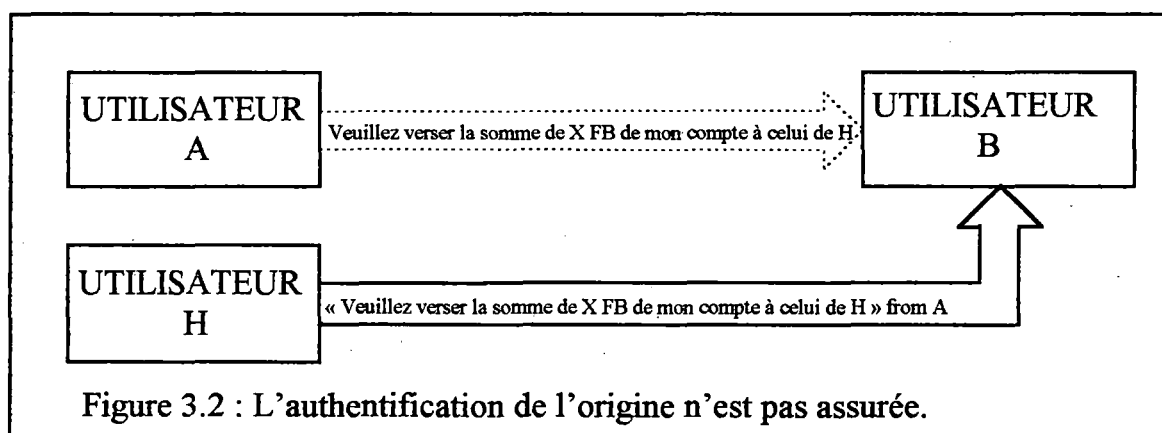 UTILISATEUR
A
Veuillez verser la somme de X FB de mon compte à celui de H
UTILISATEUR
B
UTILISATEUR
H
« Veuillez verser la somme de X FB de mon compte à celui de H » from A
Figure 3.2 : L'authentification de l'origine n'est pas assurée.